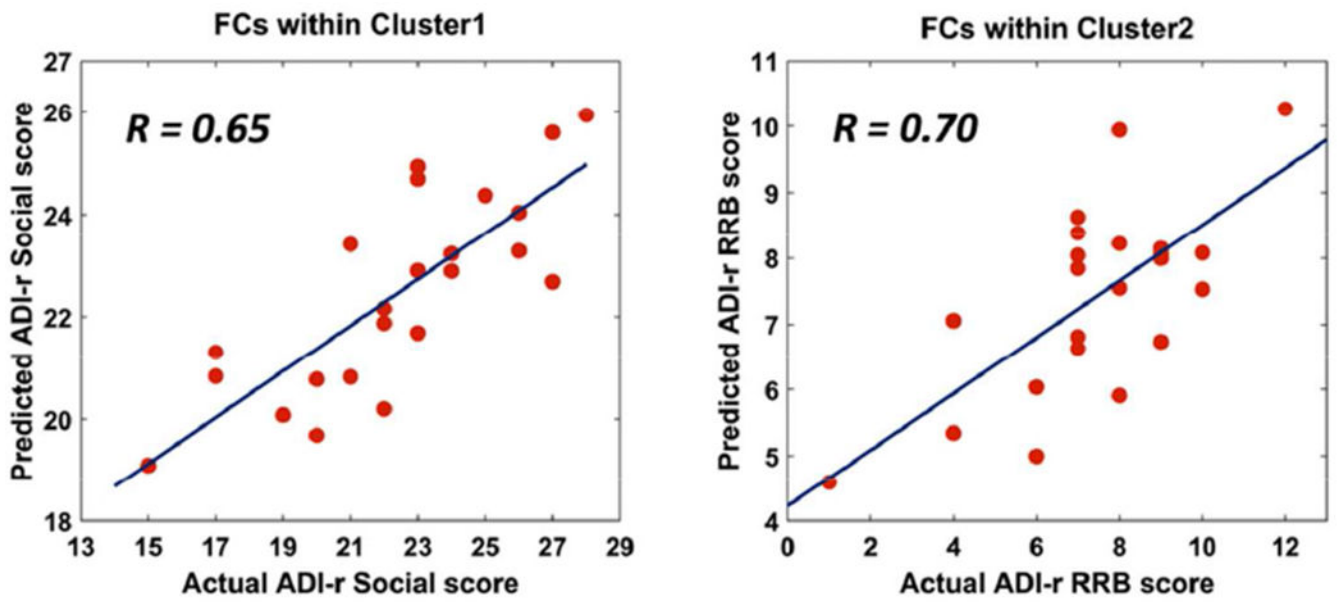 FCs within Cluster1
R = 0.65
Predicted ADI-r Social score
27
26
24
22
20
18
13 15 17 19 21 23 25 27 29
Actual ADI-r Social score
FCs within Cluster2
R = 0.70
Predicted ADI-r RRB score
11
10
9
8
7
6
5
4
0 2 4 6 8 10 12
Actual ADI-r RRB score